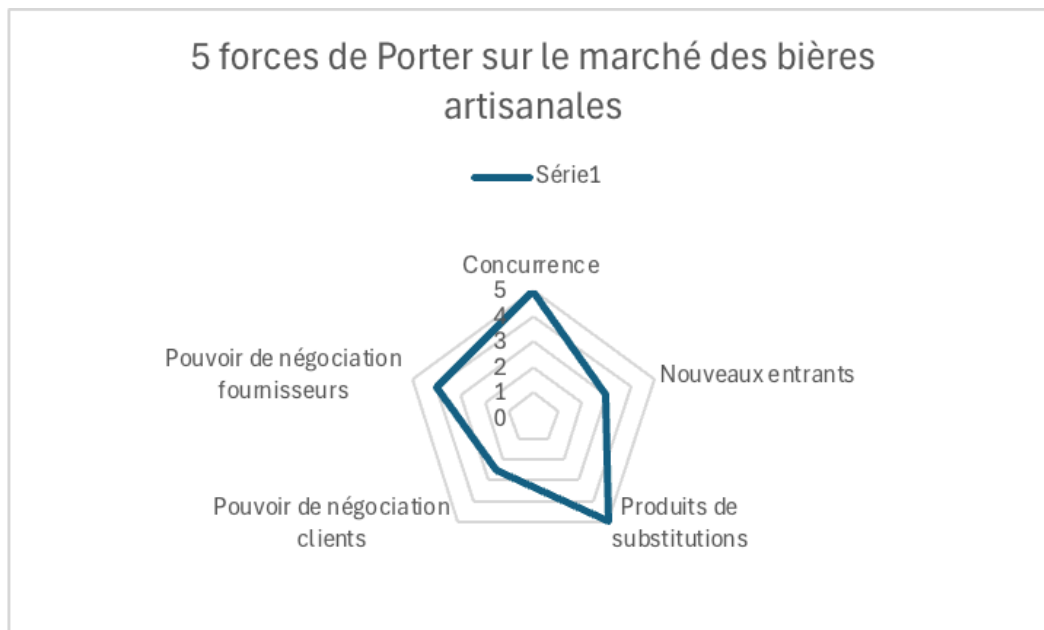 5 forces de Porter sur le marché des bières
artisanales
Série1
Concurrence
5
4
3
2
1
0
Pouvoir de négociation
fournisseurs
Nouveaux entrants
Pouvoir de négociation
clients
Produits de
substitutions